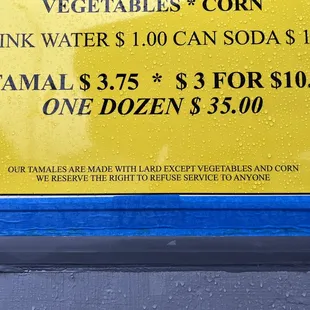 VEGETABLES * CORN
INK WATER $ 1.00 CAN SODA $ 1
TAMAL $ 3.75 * $ 3 FOR $10.
ONE DOZEN $ 35.00
OUR TAMALES ARE MADE WITH LARD EXCEPT VEGETABLES AND CORN
WE RESERVE THE RIGHT TO REFUSE SERVICE TO ANYONE